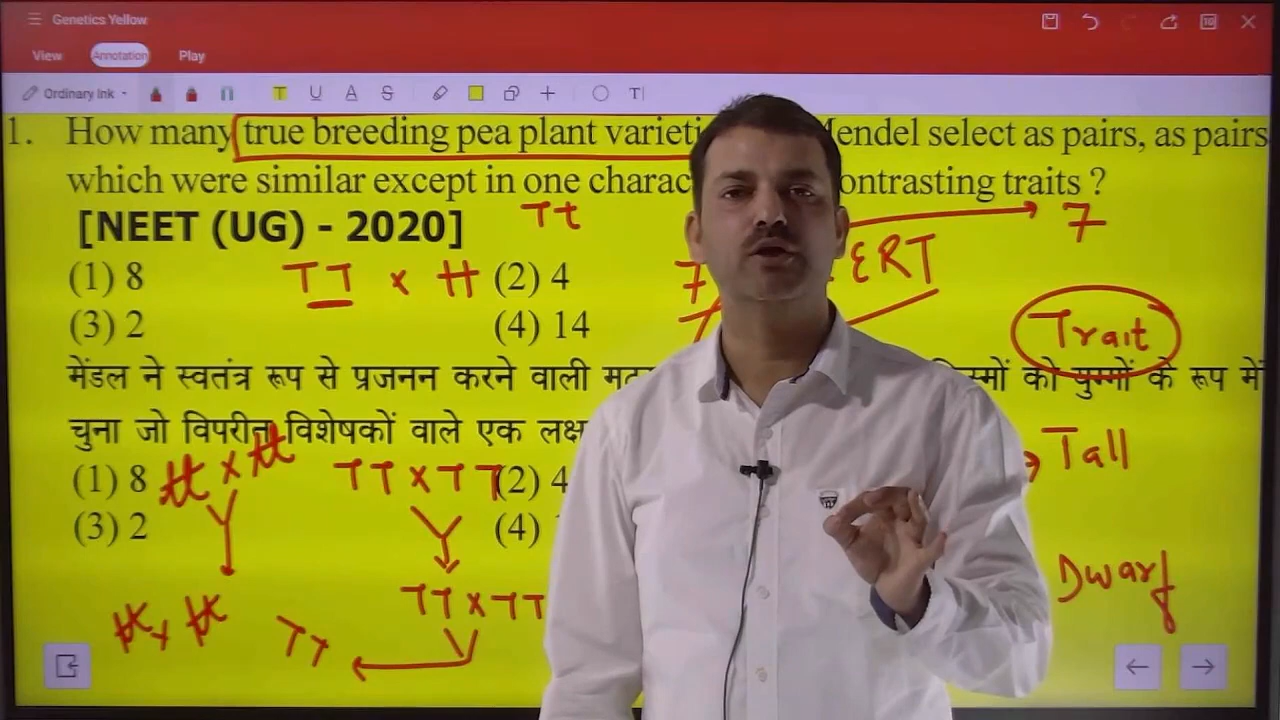 Genetics Yellow
View Annotation Play
Ordinary Ink
1. How many true breeding pea plant varieti Mendel select as pairs, as pairs
which were similar except in one charac ontrasting traits ?
[NEET (UG) - 2020] Tt 7
(1) 8 TT x tt (2) 4 7 ERT
(3) 2 (4) 14 Trait
मेंडल ने स्वतंत्र रूप से प्रजनन करने वाली मट स्मों को युग्मों के रूप में
चुना जो विपरीत विशेषकों वाले एक लक्ष
tt x tt Tall
(1) 8 TT x TT (2) 4
(3) 2 (4)
Dwarf
tt x tt TT TT x TT